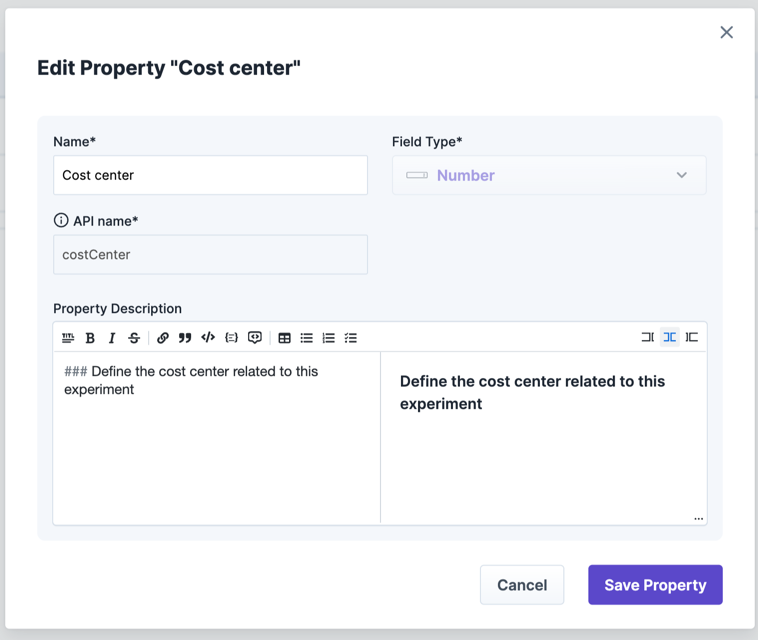 Edit Property "Cost center"
Name*
Field Type*
Cost center
Number
API name*
costCenter
Property Description
### Define the cost center related to this
experiment
Define the cost center related to this
experiment
Cancel
Save Property